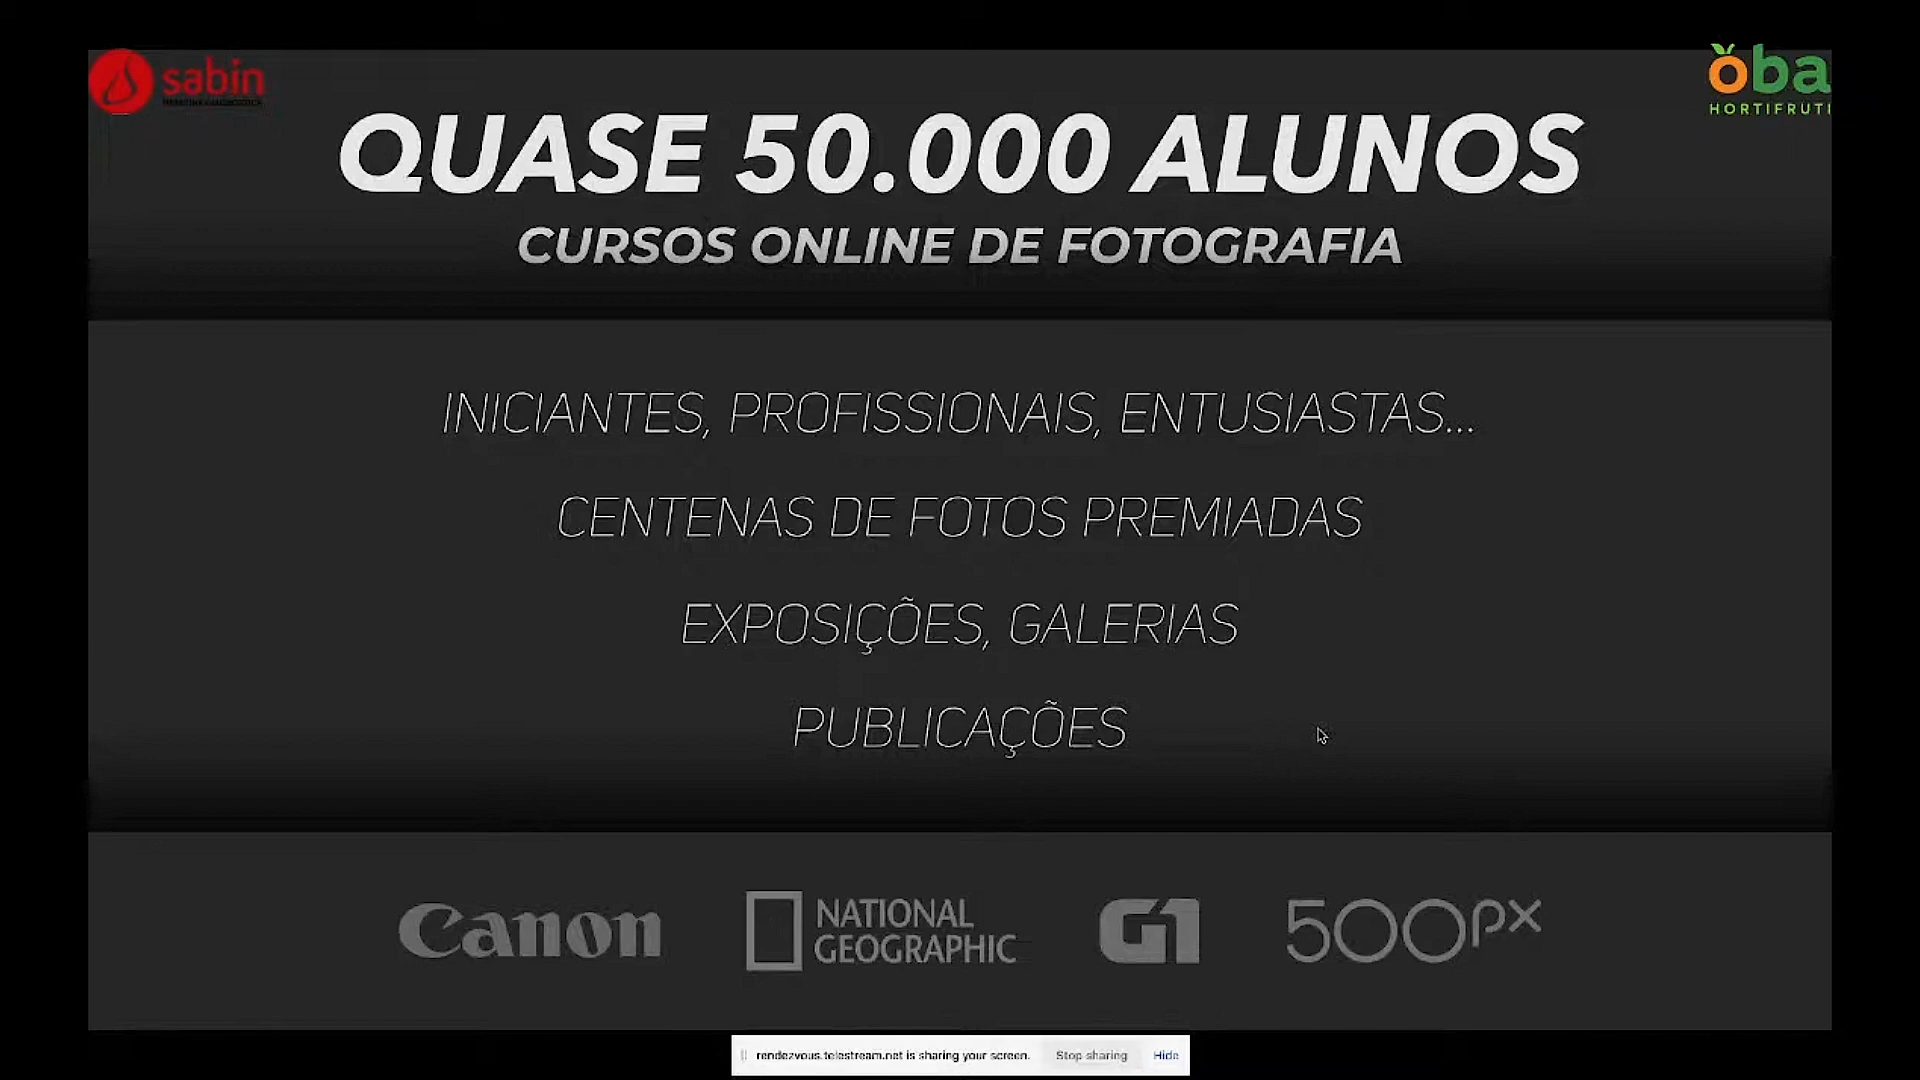 sabin
oba
HORTIFRUTI
QUASE 50.000 ALUNOS
CURSOS ONLINE DE FOTOGRAFIA
INICIANTES, PROFISSIONAIS, ENTUSIASTAS...
CENTENAS DE FOTOS PREMIADAS
EXPOSIÇÕES, GALERIAS
PUBLICAÇÕES
Canon
NATIONAL
GEOGRAPHIC
G1
500px
rendezvous.telestream.net is sharing your screen. Stop sharing Hide